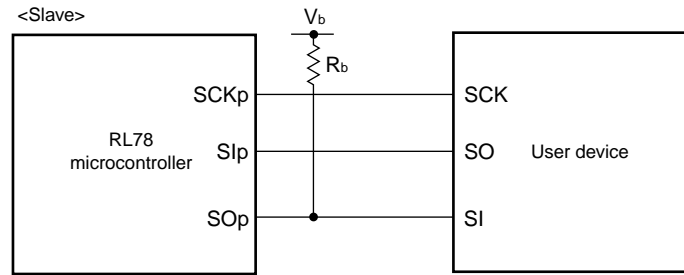 <Slave>
Vb
Rb
SCKp
SCK
RL78
microcontroller
SIp
SO
User device
SOp
SI